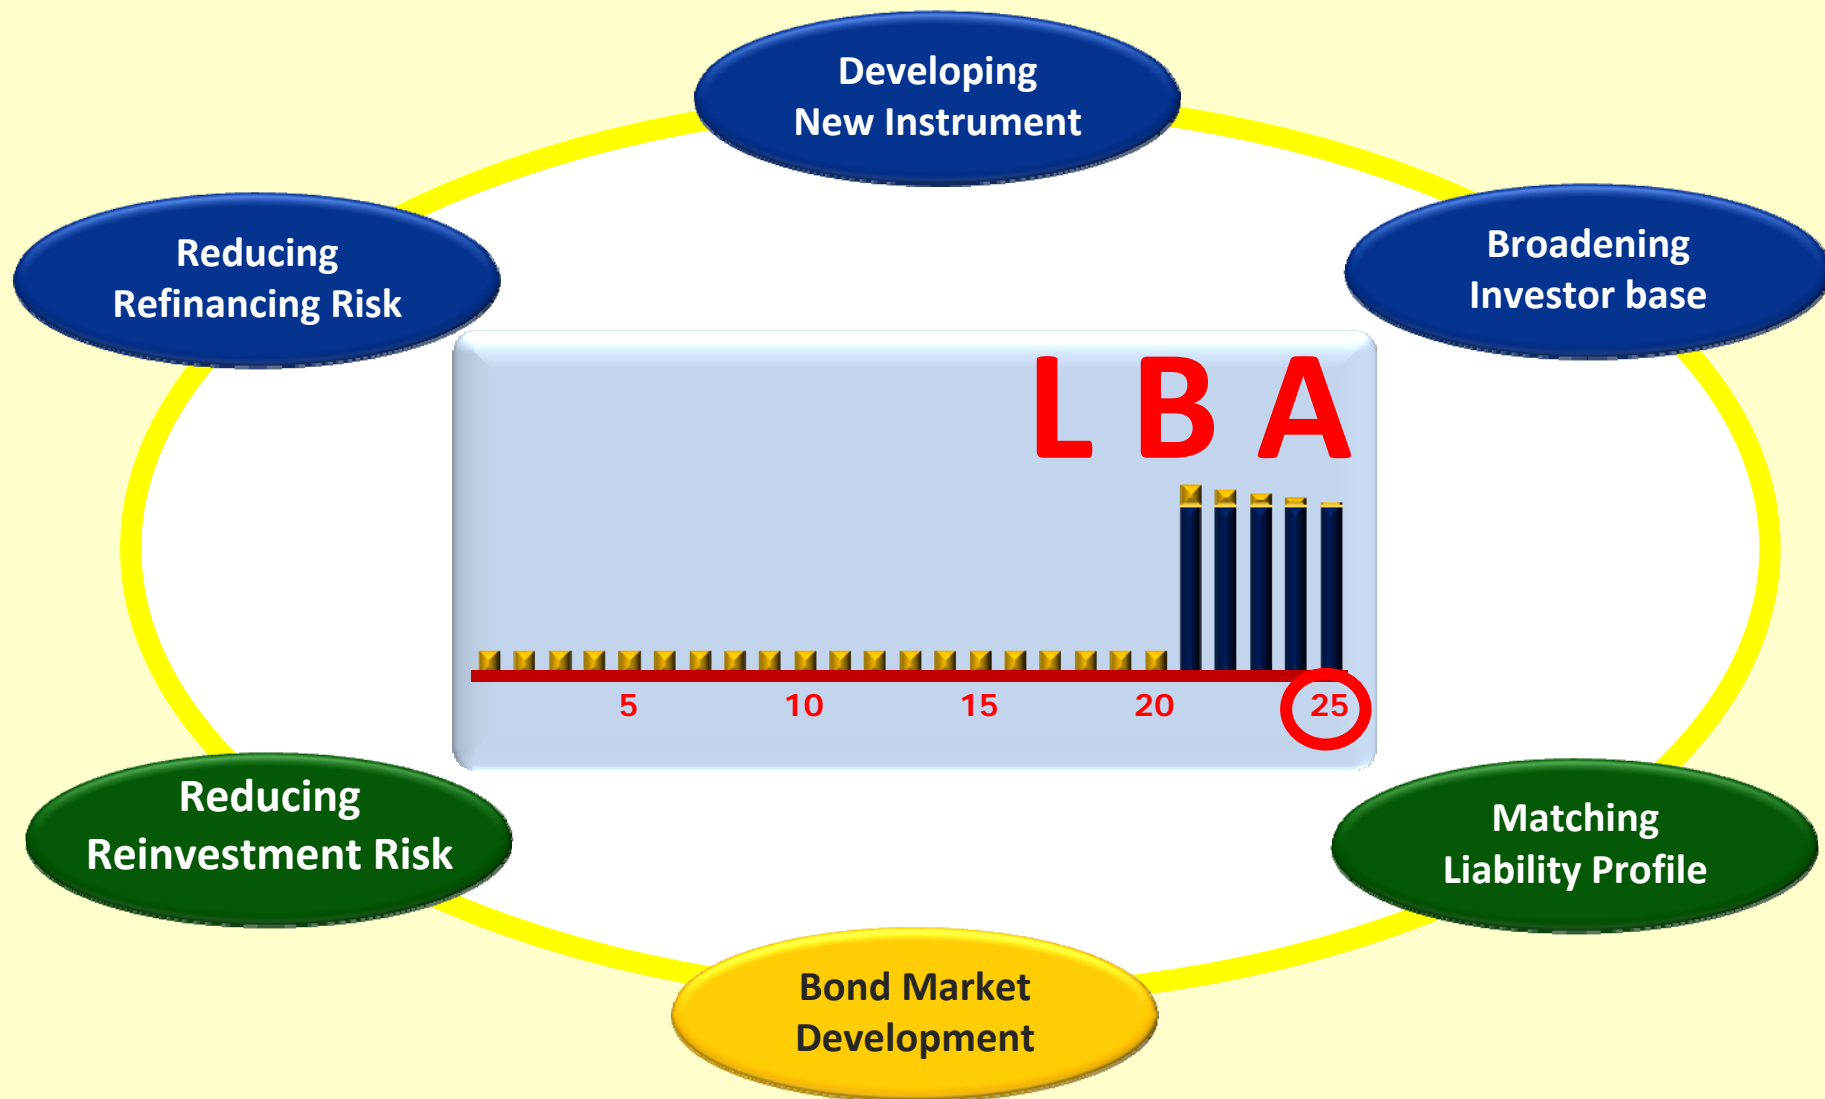 Developing
New Instrument
Reducing
Refinancing Risk
Broadening
Investor base
L B A
5 10 15 20 25
Reducing
Reinvestment Risk
Matching
Liability Profile
Bond Market
Development